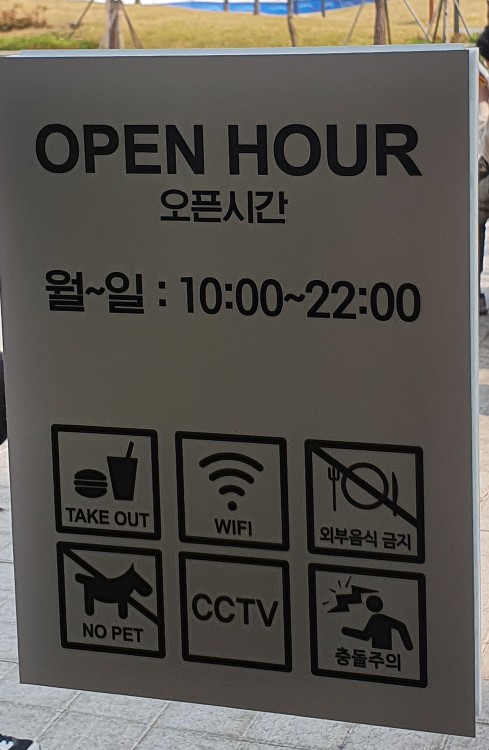 OPEN HOUR
오픈시간
월~일 : 10:00~22:00
TAKE OUT
WIFI
외부음식 금지
NO PET
CCTV
충돌주의